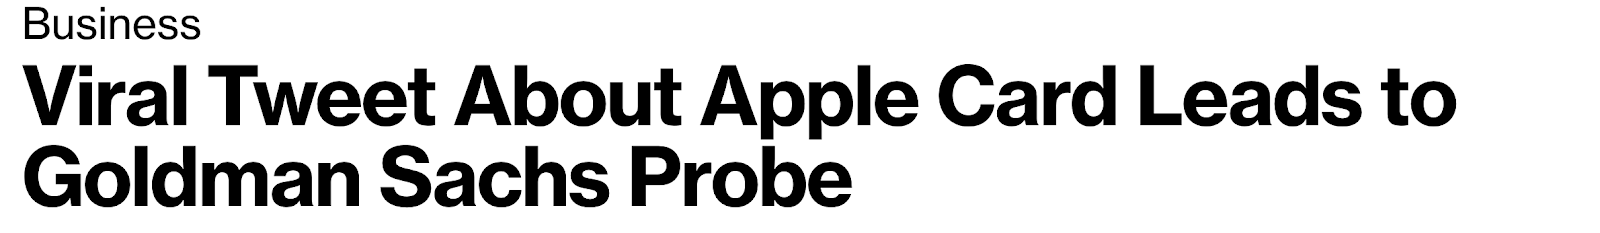 Business
Viral Tweet About Apple Card Leads to
Goldman Sachs Probe